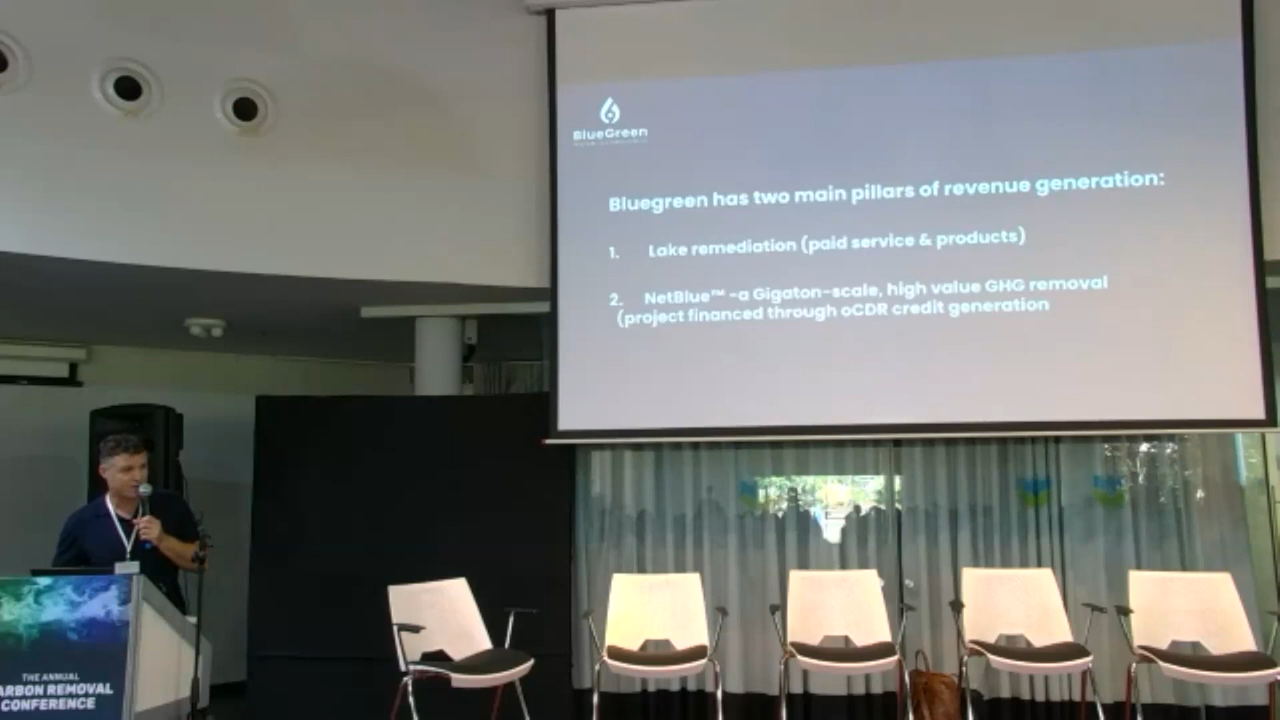 BlueGreen
Bluegreen has two main pillars of revenue generation:
1. Lake remediation (paid service & products)
2. NetBlue™ -a Gigaton-scale, high value GHG removal
(project financed through oCDR credit generation
THE ANNUAL
ARBON REMOVAL
CONFERENCE